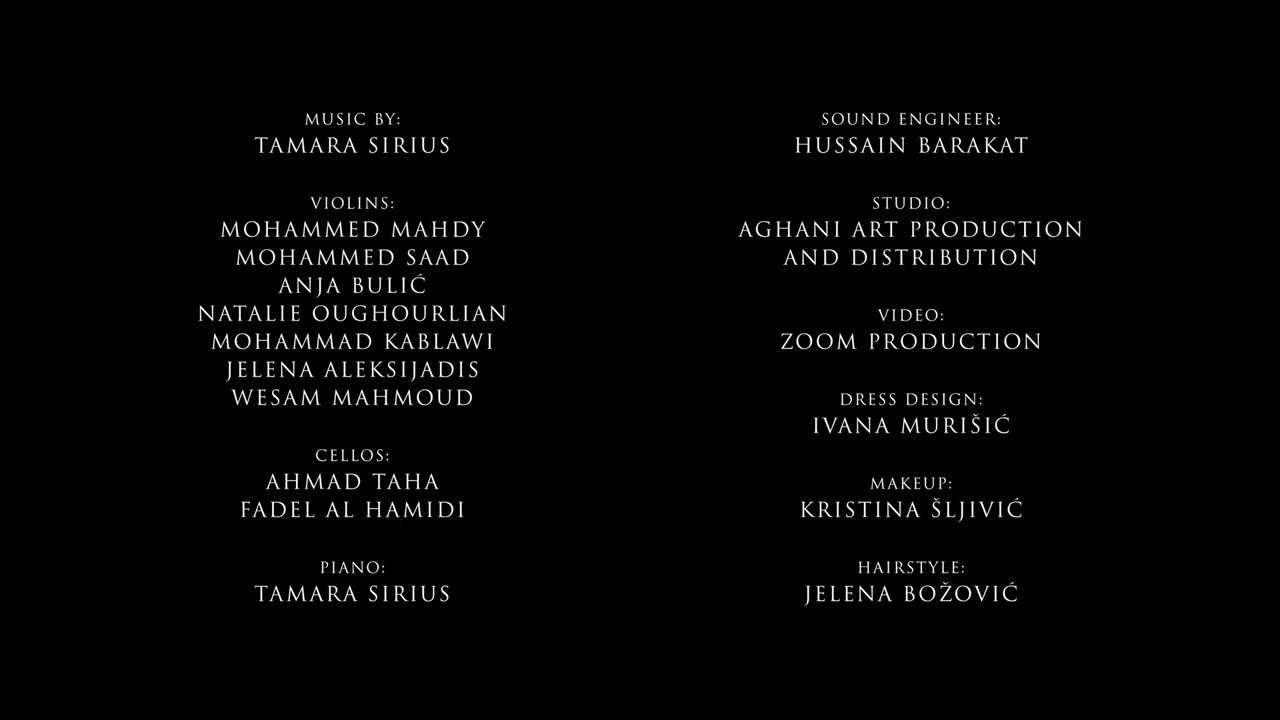 MUSIC BY:
TAMARA SIRIUS
VIOLINS:
MOHAMMED MAHDY
MOHAMMED SAAD
ANJA BULIĆ
NATALIE OUGHOURLIAN
MOHAMMAD KABLAWI
JELENA ALEKSIJADIS
WESAM MAHMOUD
CELLOS:
AHMAD TAHA
FADEL AL HAMIDI
PIANO:
TAMARA SIRIUS
SOUND ENGINEER:
HUSSAIN BARAKAT
STUDIO:
AGHANI ART PRODUCTION
AND DISTRIBUTION
VIDEO:
ZOOM PRODUCTION
DRESS DESIGN:
IVANA MURIŠIĆ
MAKEUP:
KRISTINA ŠLJIVIĆ
HAIRSTYLE:
JELENA BOŽOVIĆ